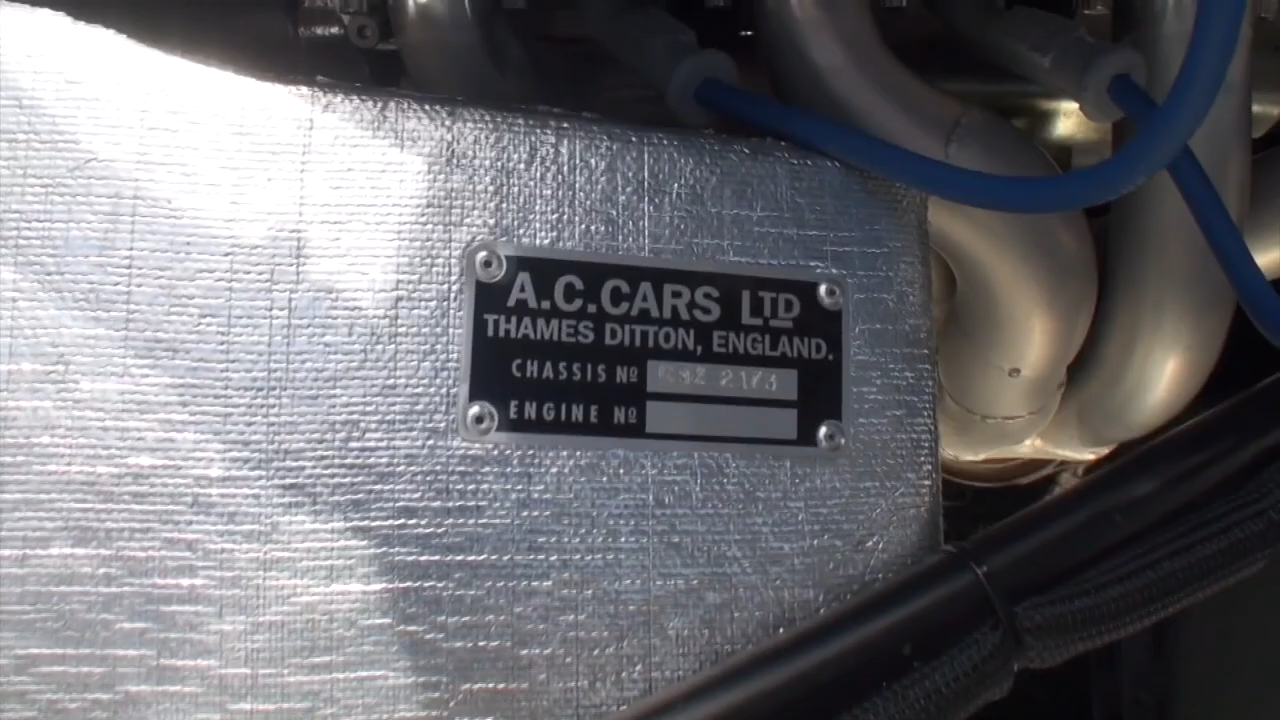 A.C.CARS LTD
THAMES DITTON, ENGLAND.
CHASSIS Nº
ENGINE Nº